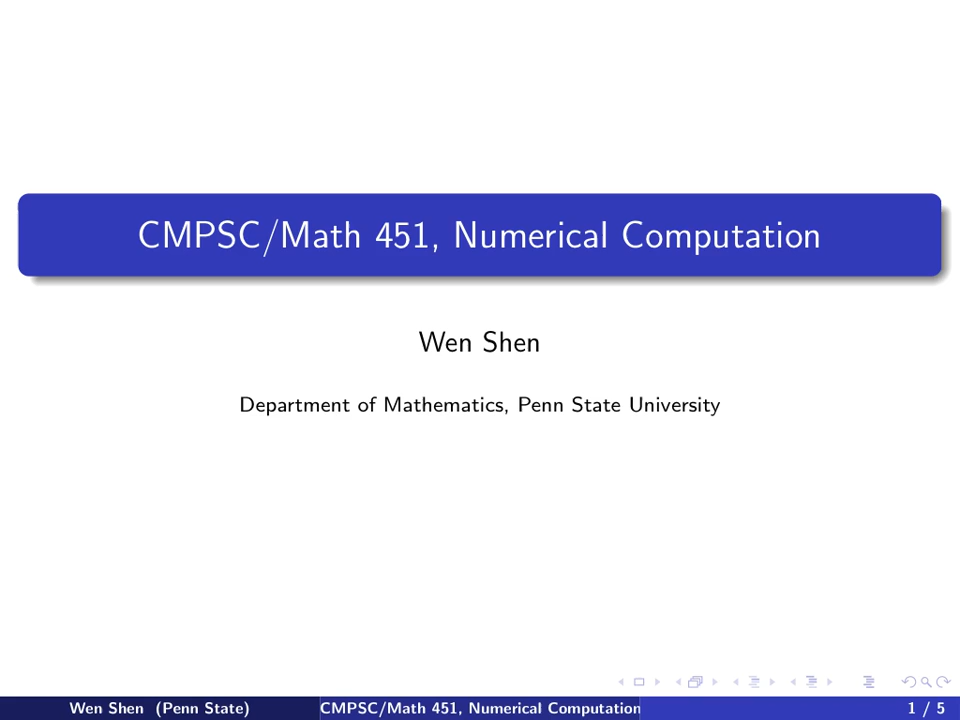 CMPSC/Math 451, Numerical Computation
Wen Shen
Department of Mathematics, Penn State University
Wen Shen (Penn State) CMPSC/Math 451, Numerical Computation 1 / 5